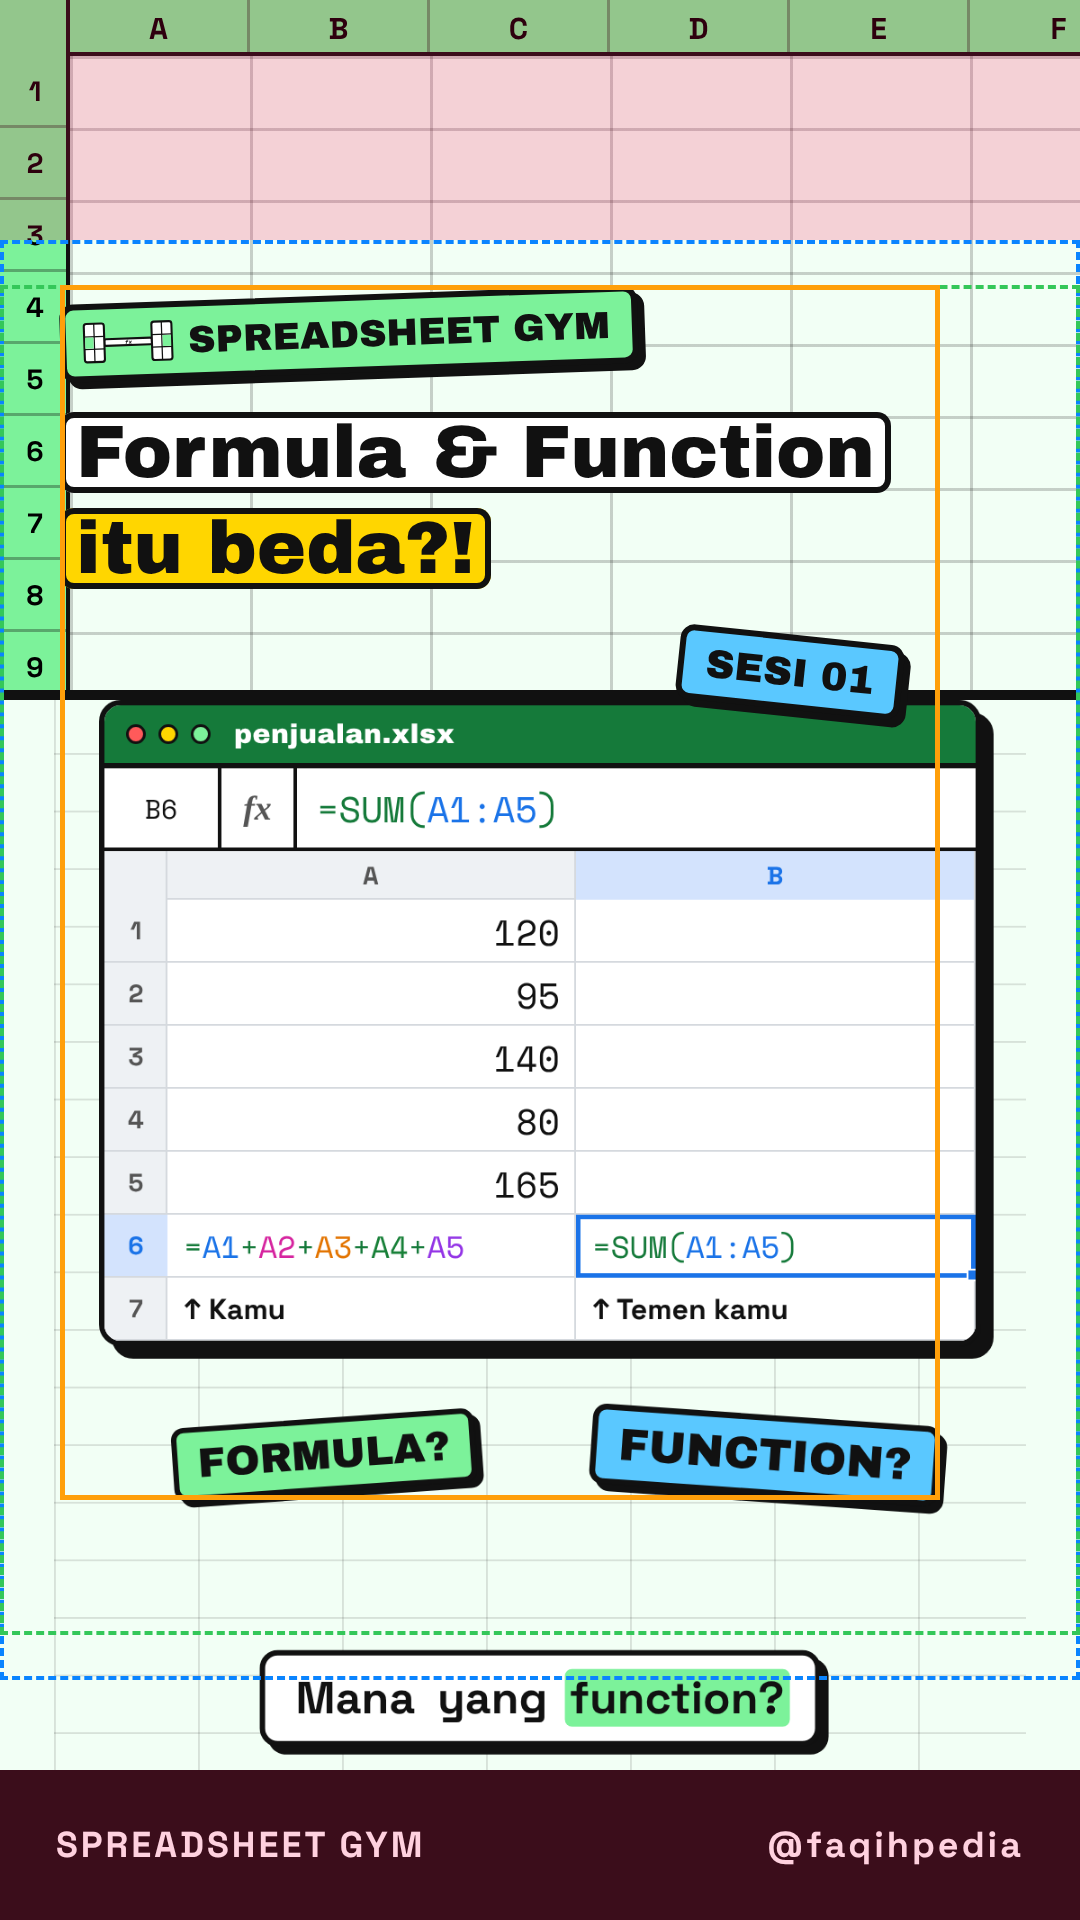 A B C D E F
1
2
3
4
SPREADSHEET GYM
5
6
Formula & Function
7
itu beda?!
8
9
SESI 01
penjualan.xlsx
B6 fx =SUM(A1:A5)
A B
1 120
2 95
3 140
4 80
5 165
6 =A1+A2+A3+A4+A5 =SUM(A1:A5)
7 ↑ Kamu ↑ Temen kamu
FORMULA? FUNCTION?
Mana yang function?
SPREADSHEET GYM @faqihpedia